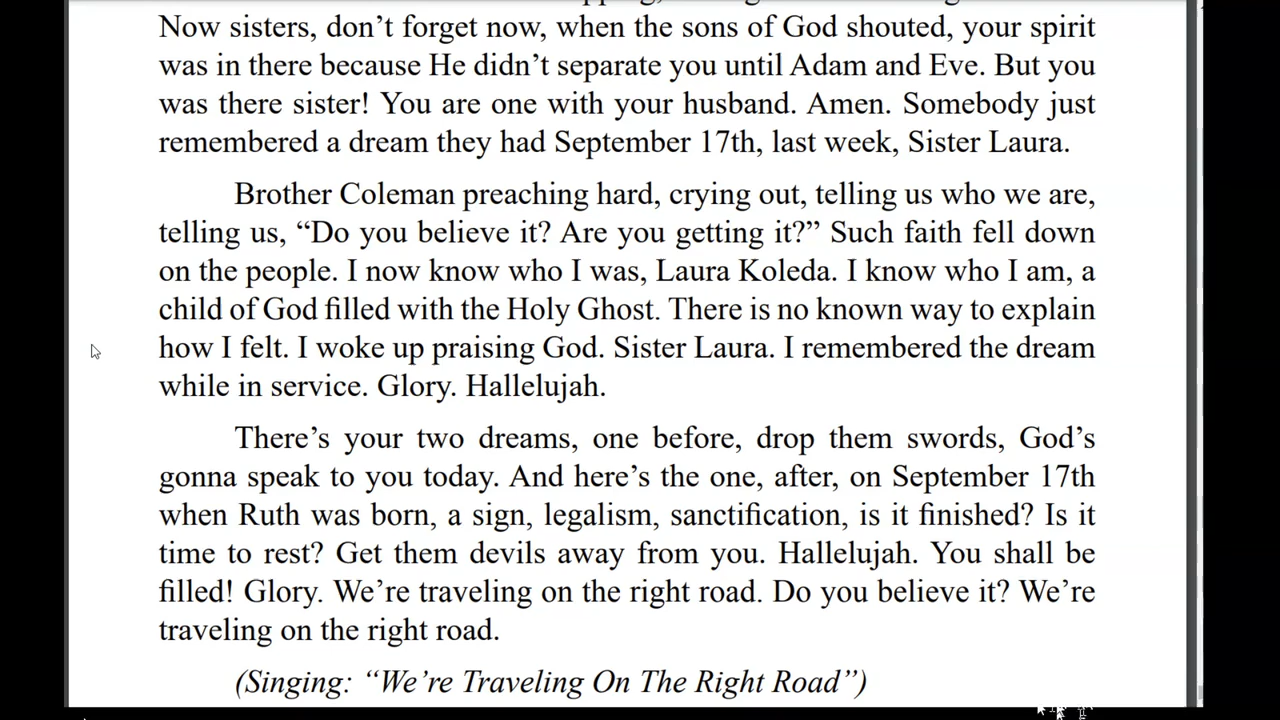 Now sisters, don’t forget now, when the sons of God shouted, your spirit
was in there because He didn’t separate you until Adam and Eve. But you
was there sister! You are one with your husband. Amen. Somebody just
remembered a dream they had September 17th, last week, Sister Laura.
Brother Coleman preaching hard, crying out, telling us who we are,
telling us, “Do you believe it? Are you getting it?” Such faith fell down
on the people. I now know who I was, Laura Koleda. I know who I am, a
child of God filled with the Holy Ghost. There is no known way to explain
how I felt. I woke up praising God. Sister Laura. I remembered the dream
while in service. Glory. Hallelujah.
There’s your two dreams, one before, drop them swords, God’s
gonna speak to you today. And here’s the one, after, on September 17th
when Ruth was born, a sign, legalism, sanctification, is it finished? Is it
time to rest? Get them devils away from you. Hallelujah. You shall be
filled! Glory. We’re traveling on the right road. Do you believe it? We’re
traveling on the right road.
(Singing: “We’re Traveling On The Right Road”)